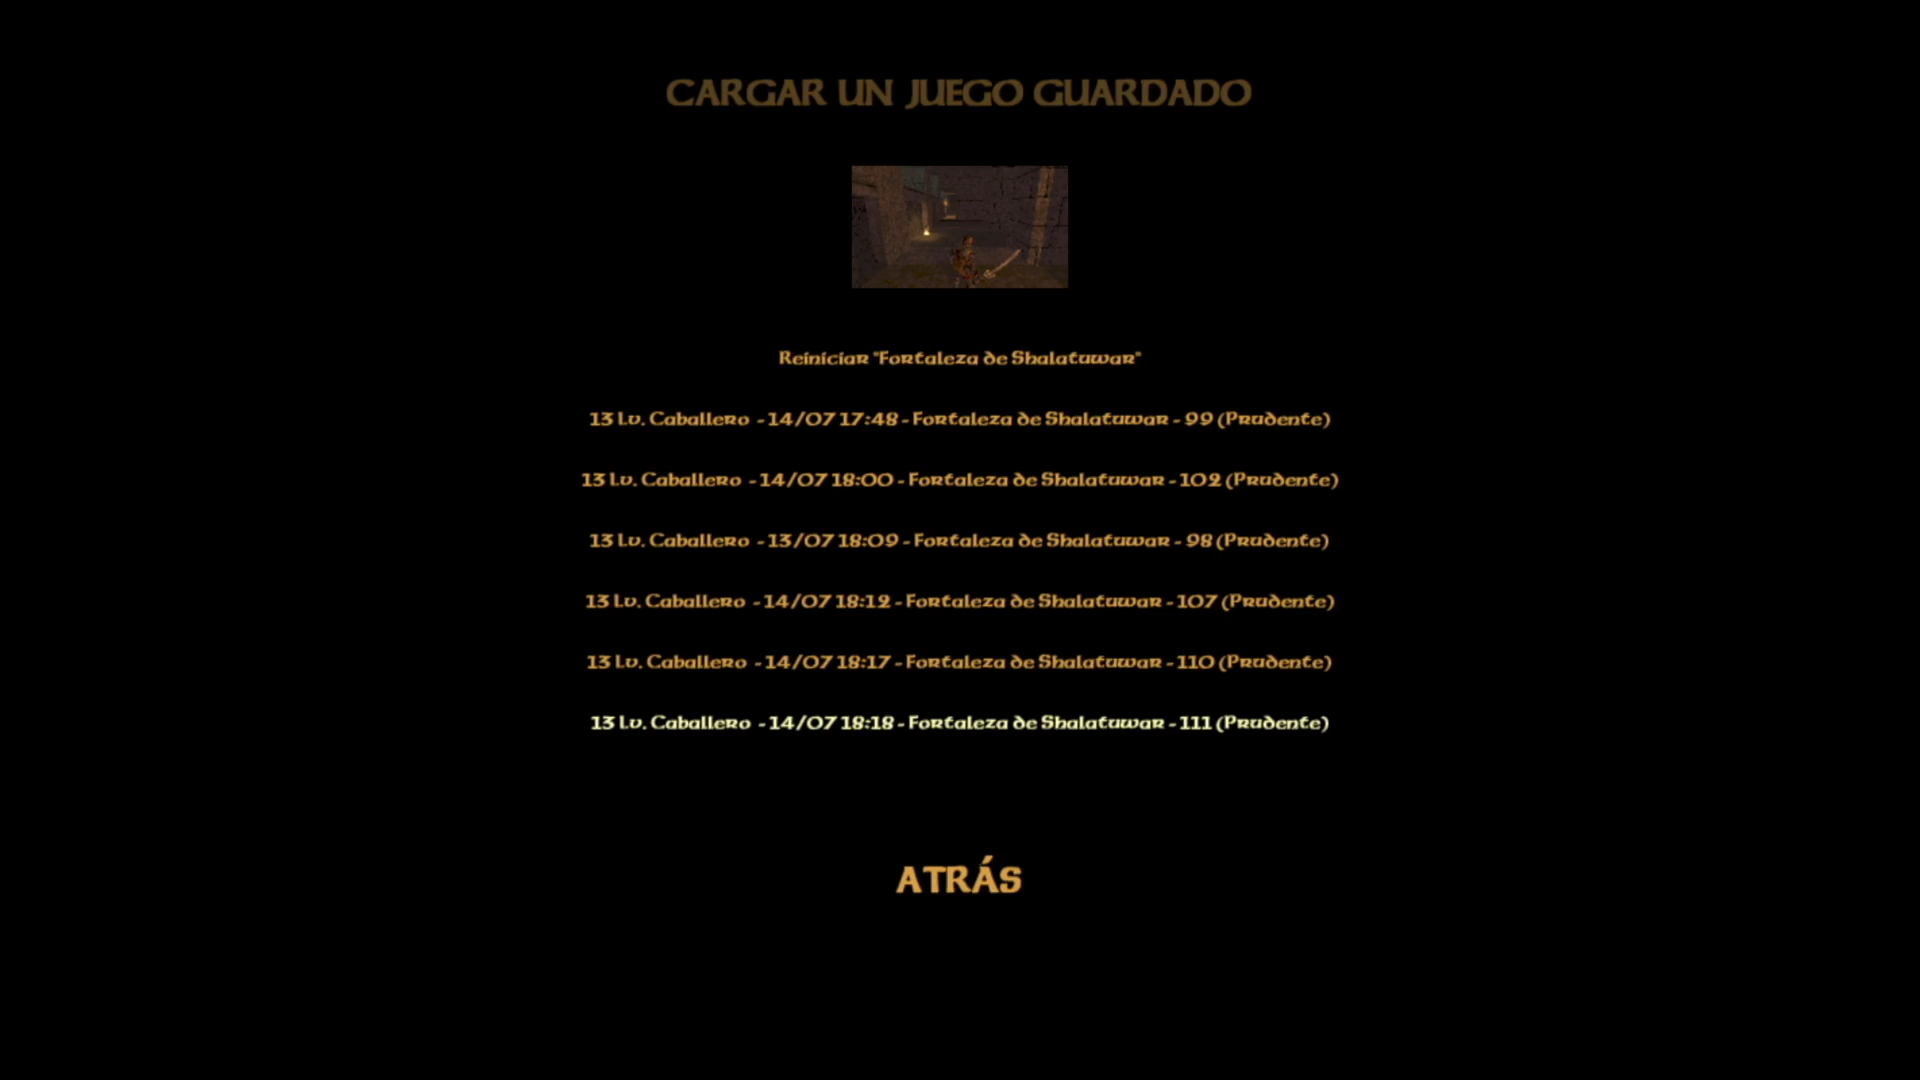 CARGAR UN JUEGO GUARDADO
Reiniciar "Fortaleza de Shalatuwar"
13 Lv. Caballero - 14/07 17:48 - Fortaleza de Shalatuwar - 99 (Prudente)
13 Lv. Caballero - 14/07 18:00 - Fortaleza de Shalatuwar - 102 (Prudente)
13 Lv. Caballero - 13/07 18:09 - Fortaleza de Shalatuwar - 98 (Prudente)
13 Lv. Caballero - 14/07 18:12 - Fortaleza de Shalatuwar - 107 (Prudente)
13 Lv. Caballero - 14/07 18:17 - Fortaleza de Shalatuwar - 110 (Prudente)
13 Lv. Caballero - 14/07 18:18 - Fortaleza de Shalatuwar - 111 (Prudente)
ATRÁS